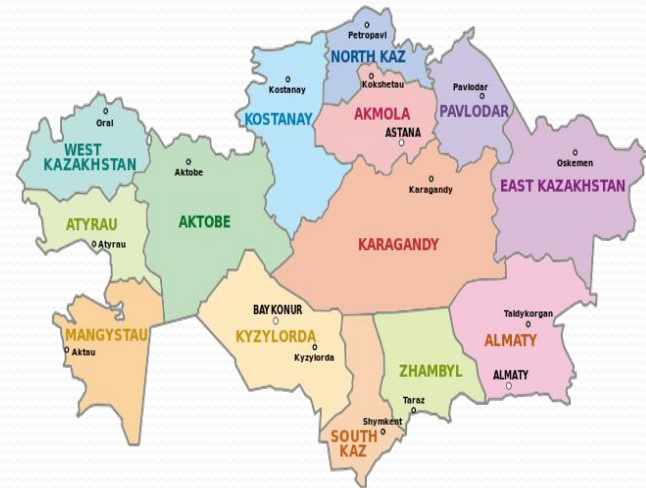 Petropavl
NORTH KAZ
Kokshetau
Kostanay
KOSTANAY
AKMOLA
ASTANA
Pavlodar
PAVLODAR
Oral
WEST
KAZAKHSTAN
Aktobe
AKTOBE
Karagandy
KARAGANDY
Oskemen
EAST KAZAKHSTAN
ATYRAU
Atyrau
MANGYSTAU
Aktau
BAYKONUR
KYZYLORDA
Kyzylorda
Taldykorgan
ALMATY
ALMATY
ZHAMBYL
Taraz
Shymkent
SOUTH
KAZ